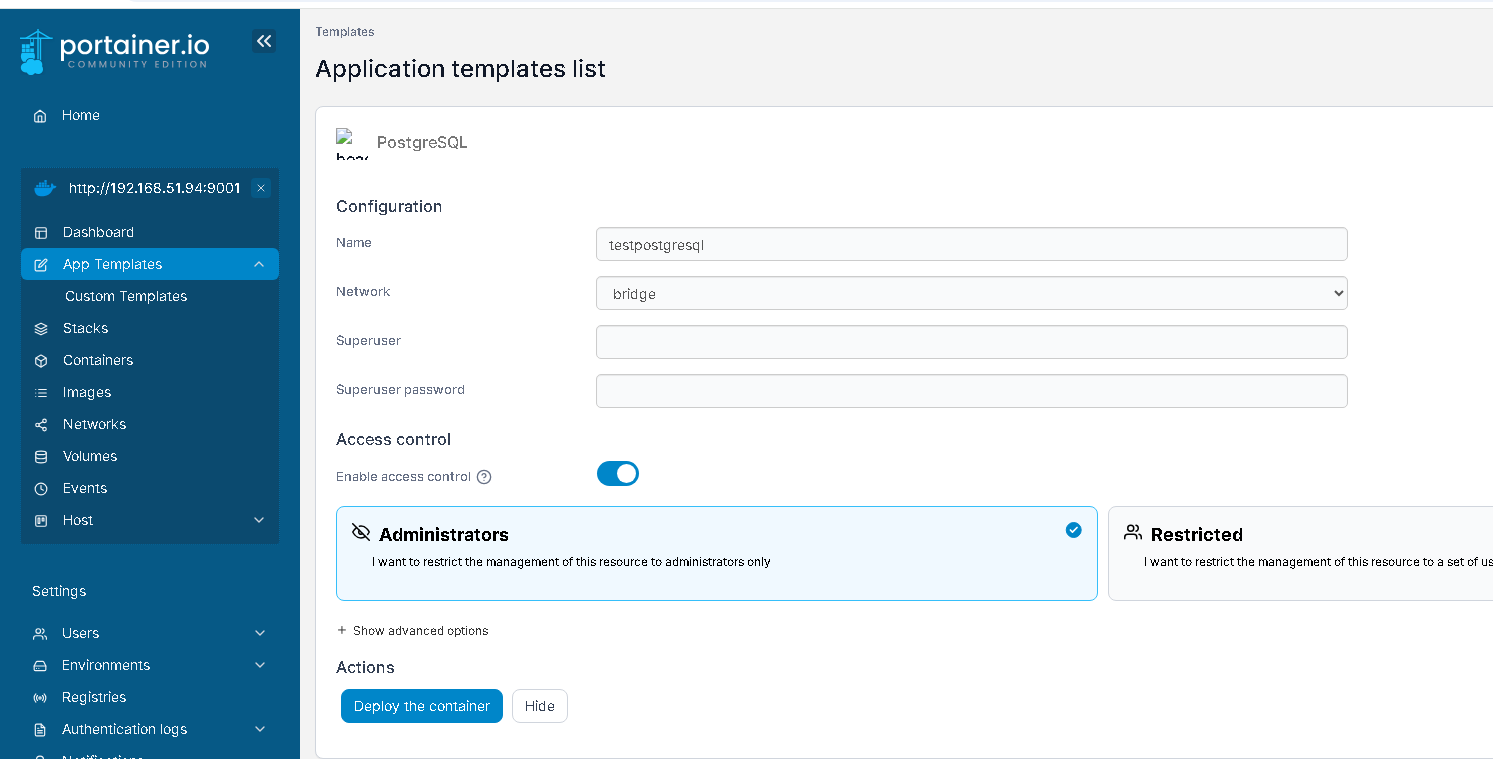 portainer.io
COMMUNITY EDITION
Home
http://192.168.51.94:9001
Dashboard
App Templates
Custom Templates
Stacks
Containers
Images
Networks
Volumes
Events
Host
Settings
Users
Environments
Registries
Authentication logs
Notifications
Templates
Application templates list
PostgreSQL
Configuration
Name
testpostgresql
Network
bridge
Superuser
Superuser password
Access control
Enable access control
Administrators
I want to restrict the management of this resource to administrators only
Restricted
I want to restrict the management of this resource to a set of us
+ Show advanced options
Actions
Deploy the container
Hide